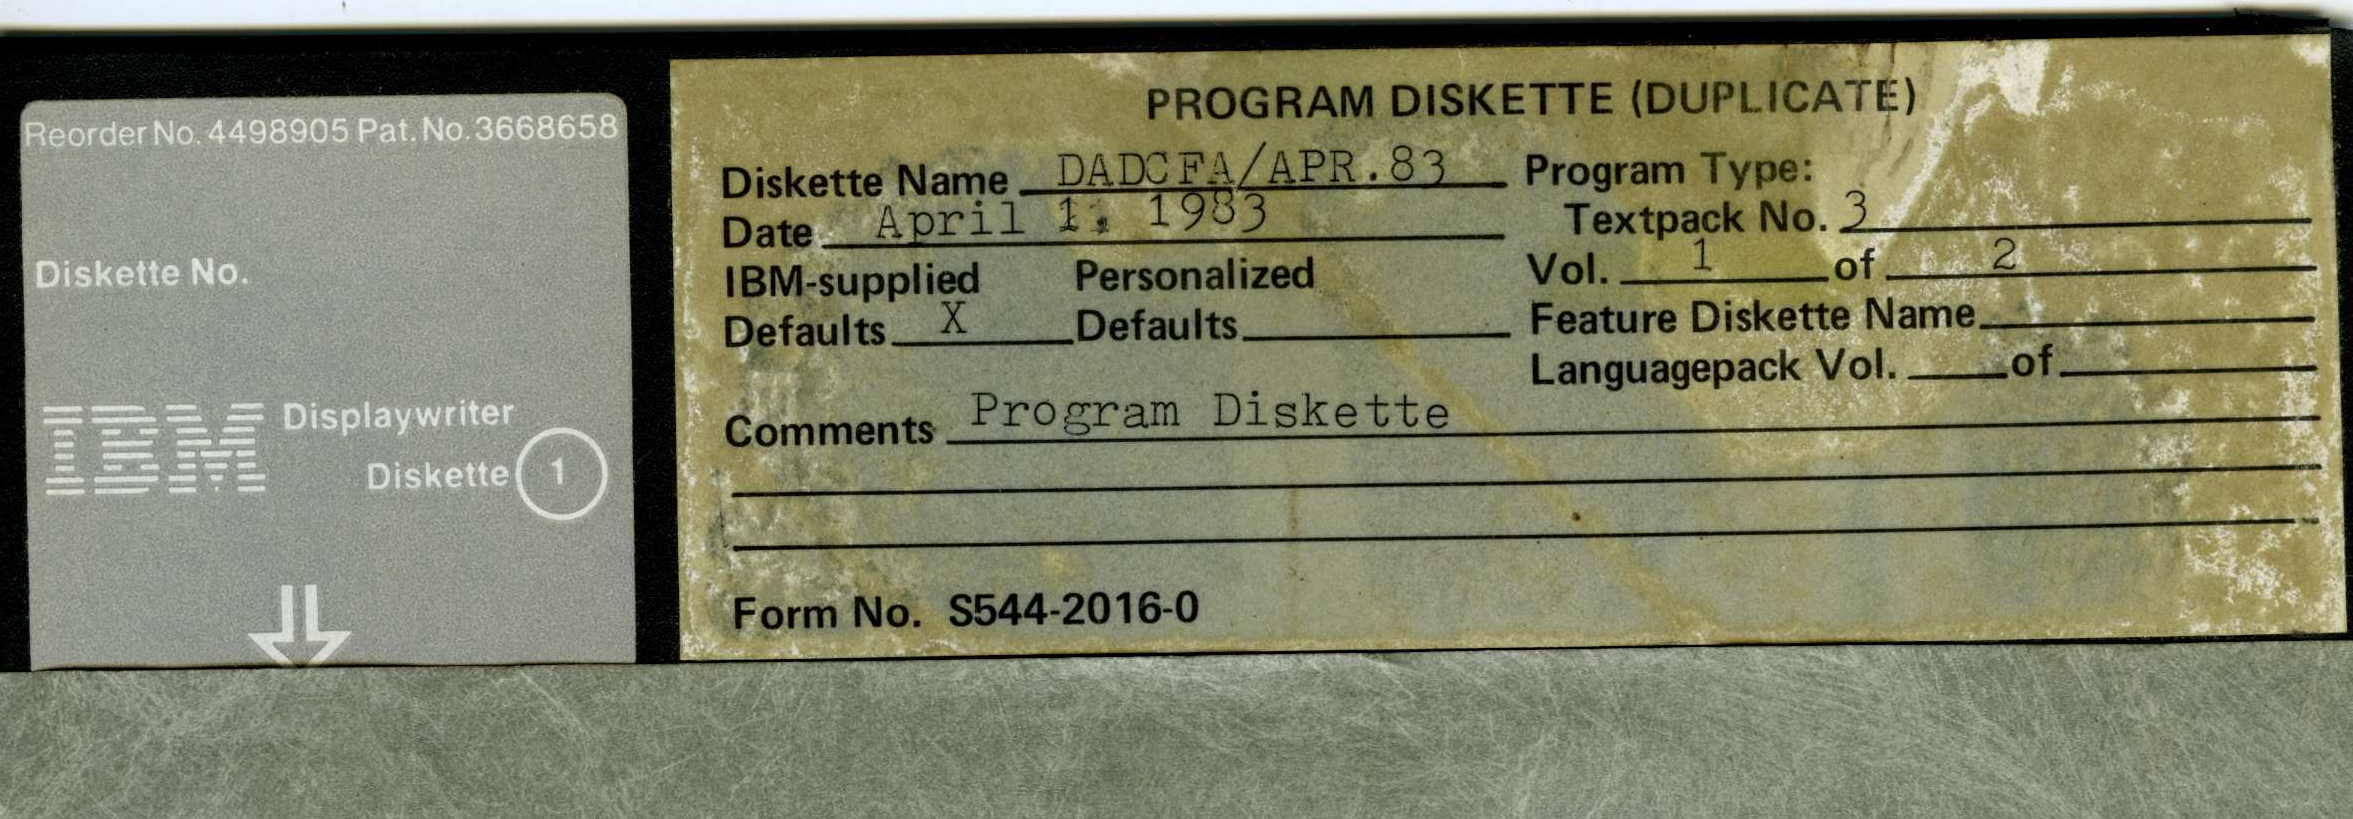 Reorder No. 4498905 Pat. No. 3668658
Diskette No.
IBM Displaywriter
Diskette 1
PROGRAM DISKETTE (DUPLICATE)
Diskette Name DADCFA/APR.83 Program Type:
Date April 1, 1983 Textpack No. 3
IBM-supplied Personalized Vol. 1 of 2
Defaults X Defaults Feature Diskette Name
Languagepack Vol. of
Comments Program Diskette
Form No. S544-2016-0